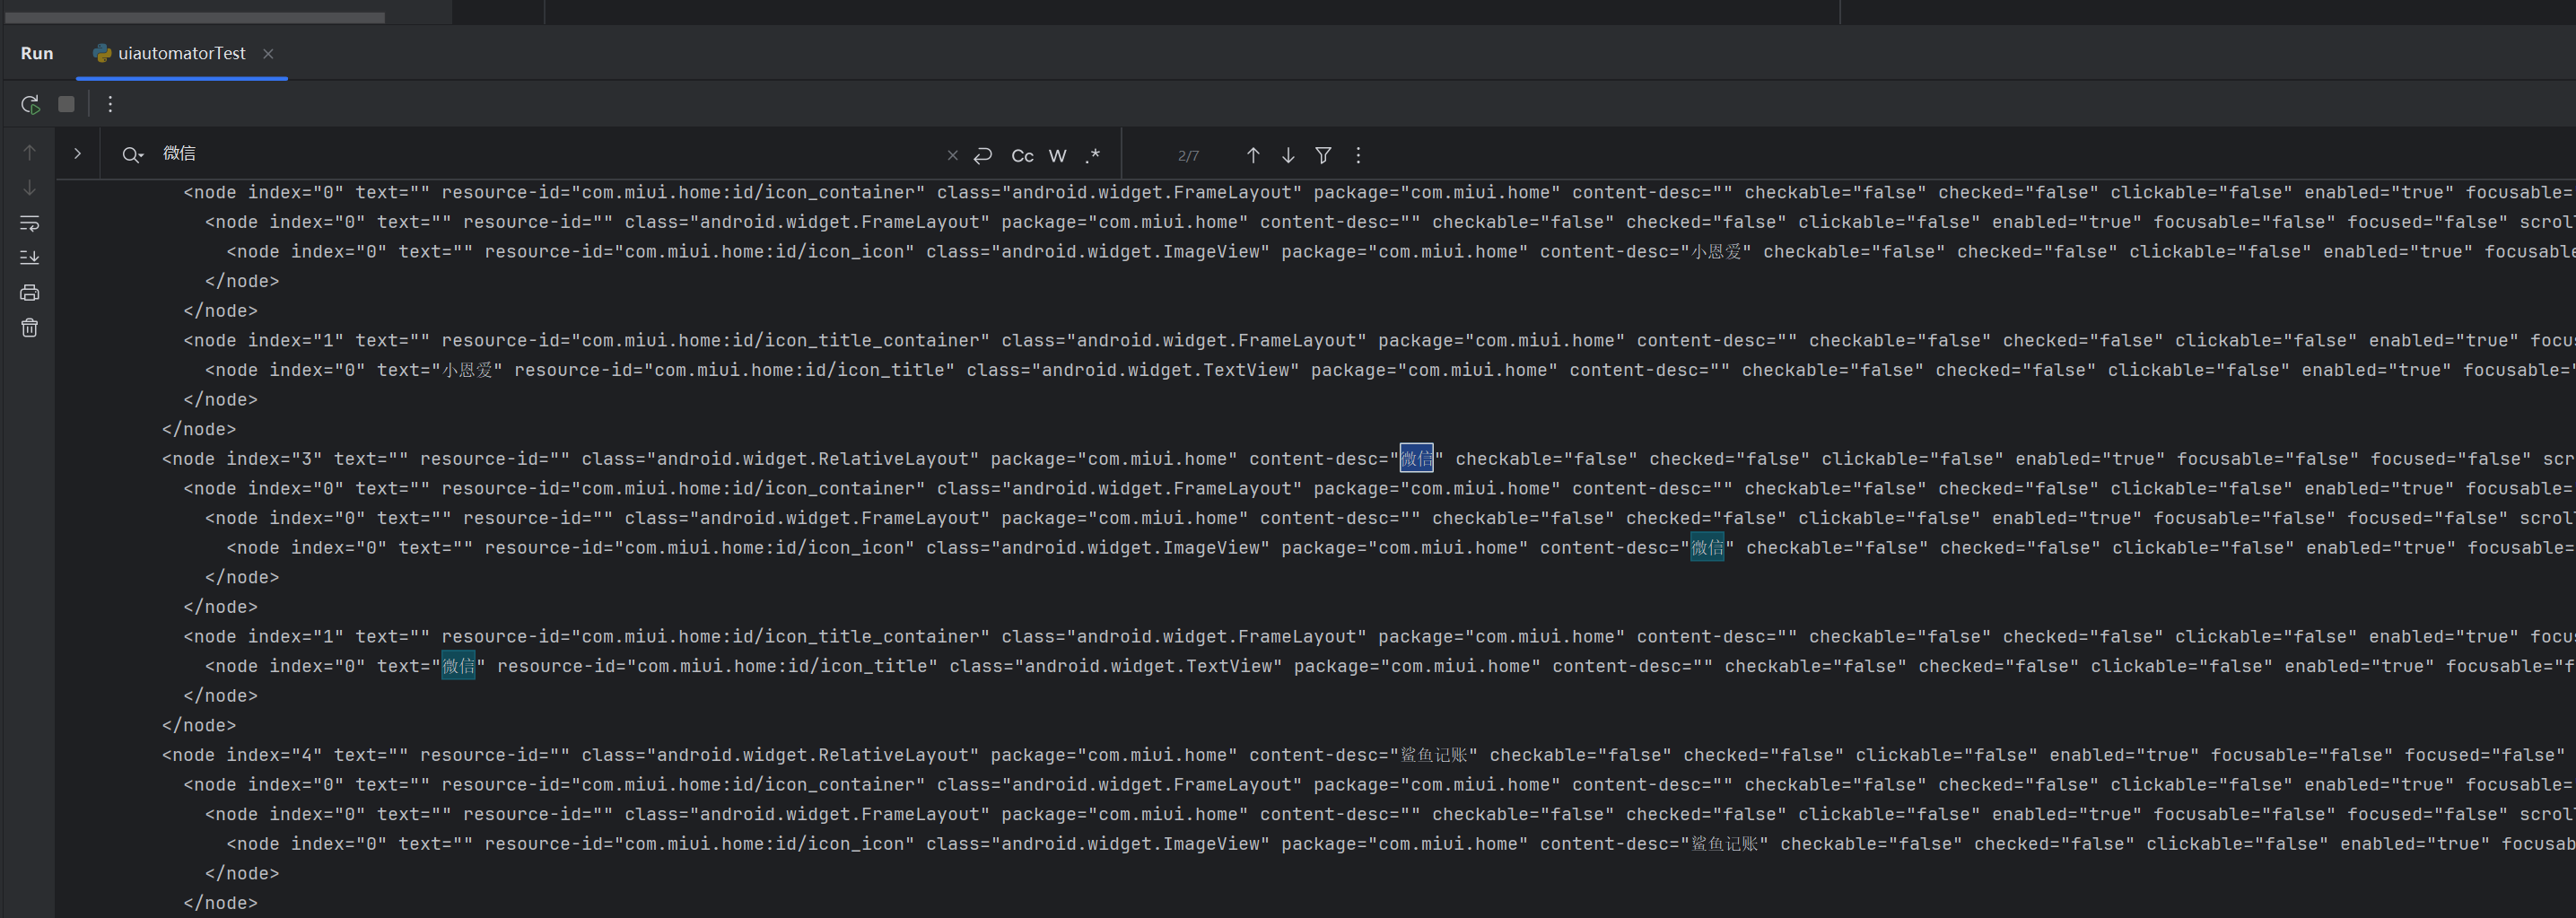 Run
uiautomatorTest
微信
Cc W .* 2/7
<node index="0" text="" resource-id="com.miui.home:id/icon_container" class="android.widget.FrameLayout" package="com.miui.home" content-desc="" checkable="false" checked="false" clickable="false" enabled="true" focusable=
<node index="0" text="" resource-id="" class="android.widget.FrameLayout" package="com.miui.home" content-desc="" checkable="false" checked="false" clickable="false" enabled="true" focusable="false" focused="false" scrol
<node index="0" text="" resource-id="com.miui.home:id/icon_icon" class="android.widget.ImageView" package="com.miui.home" content-desc="小恩爱" checkable="false" checked="false" clickable="false" enabled="true" focusable
</node>
</node>
<node index="1" text="" resource-id="com.miui.home:id/icon_title_container" class="android.widget.FrameLayout" package="com.miui.home" content-desc="" checkable="false" checked="false" clickable="false" enabled="true" focus
<node index="0" text="小恩爱" resource-id="com.miui.home:id/icon_title" class="android.widget.TextView" package="com.miui.home" content-desc="" checkable="false" checked="false" clickable="false" enabled="true" focusable="
</node>
</node>
<node index="3" text="" resource-id="" class="android.widget.RelativeLayout" package="com.miui.home" content-desc="微信" checkable="false" checked="false" clickable="false" enabled="true" focusable="false" focused="false" scr
<node index="0" text="" resource-id="com.miui.home:id/icon_container" class="android.widget.FrameLayout" package="com.miui.home" content-desc="" checkable="false" checked="false" clickable="false" enabled="true" focusable=
<node index="0" text="" resource-id="" class="android.widget.FrameLayout" package="com.miui.home" content-desc="" checkable="false" checked="false" clickable="false" enabled="true" focusable="false" focused="false" scroll
<node index="0" text="" resource-id="com.miui.home:id/icon_icon" class="android.widget.ImageView" package="com.miui.home" content-desc="微信" checkable="false" checked="false" clickable="false" enabled="true" focusable=
</node>
</node>
<node index="1" text="" resource-id="com.miui.home:id/icon_title_container" class="android.widget.FrameLayout" package="com.miui.home" content-desc="" checkable="false" checked="false" clickable="false" enabled="true" focus
<node index="0" text="微信" resource-id="com.miui.home:id/icon_title" class="android.widget.TextView" package="com.miui.home" content-desc="" checkable="false" checked="false" clickable="false" enabled="true" focusable="f
</node>
</node>
<node index="4" text="" resource-id="" class="android.widget.RelativeLayout" package="com.miui.home" content-desc="鲨鱼记账" checkable="false" checked="false" clickable="false" enabled="true" focusable="false" focused="false"
<node index="0" text="" resource-id="com.miui.home:id/icon_container" class="android.widget.FrameLayout" package="com.miui.home" content-desc="" checkable="false" checked="false" clickable="false" enabled="true" focusable=
<node index="0" text="" resource-id="" class="android.widget.FrameLayout" package="com.miui.home" content-desc="" checkable="false" checked="false" clickable="false" enabled="true" focusable="false" focused="false" scroll
<node index="0" text="" resource-id="com.miui.home:id/icon_icon" class="android.widget.ImageView" package="com.miui.home" content-desc="鲨鱼记账" checkable="false" checked="false" clickable="false" enabled="true" focusab
</node>
</node>